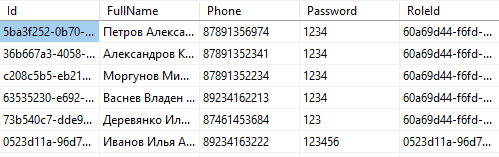 Id FullName Phone Password RoleId
5ba3f252-0b70-... Петров Алекса... 87891356974 1234 60a69d44-f6fd-...
36b667a3-4058-... Александров К... 87891352341 1234 60a69d44-f6fd-...
c208c5b5-eb21... Моргунов Ми... 87891352234 1234 60a69d44-f6fd-...
63535230-e692-... Васнев Владен ... 89234162213 1234 60a69d44-f6fd-...
73b540c7-dde9... Деревянко Ил... 87461453684 123 60a69d44-f6fd-...
0523d11a-96d7... Иванов Илья А... 89234163222 123456 0523d11a-96d7...